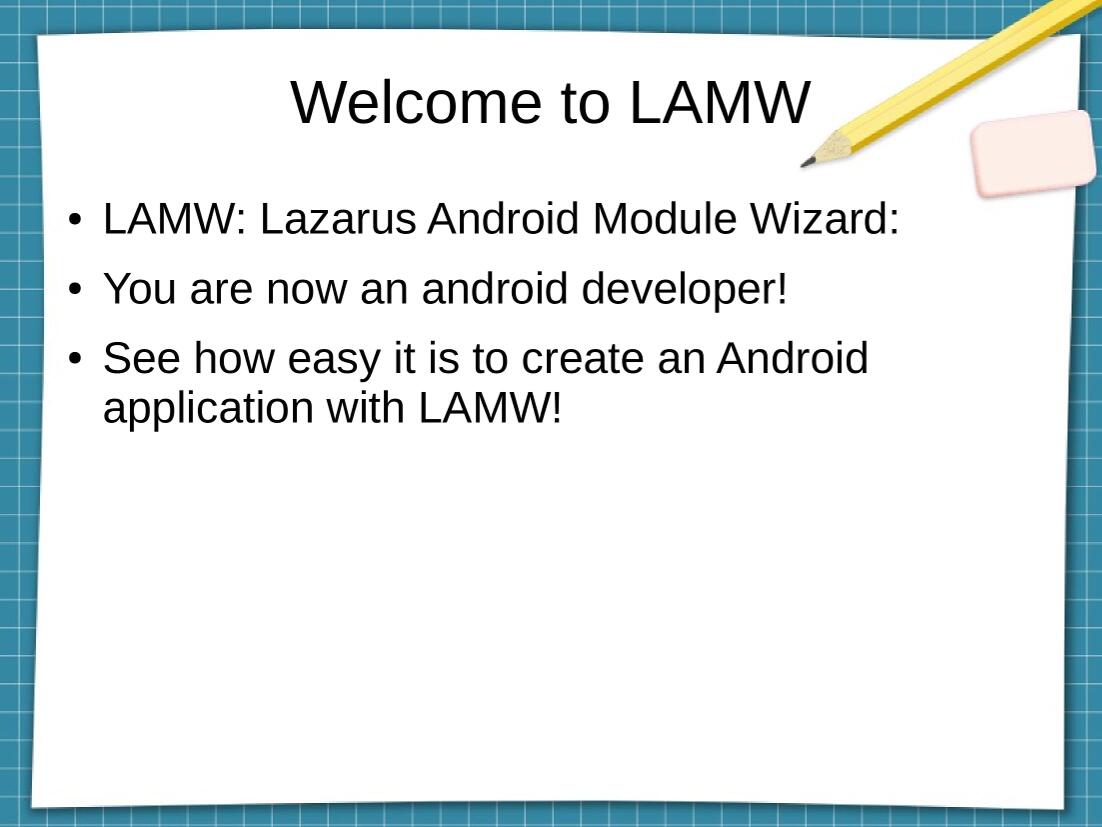 Welcome to LAMW
• LAMW: Lazarus Android Module Wizard:
• You are now an android developer!
• See how easy it is to create an Android
application with LAMW!